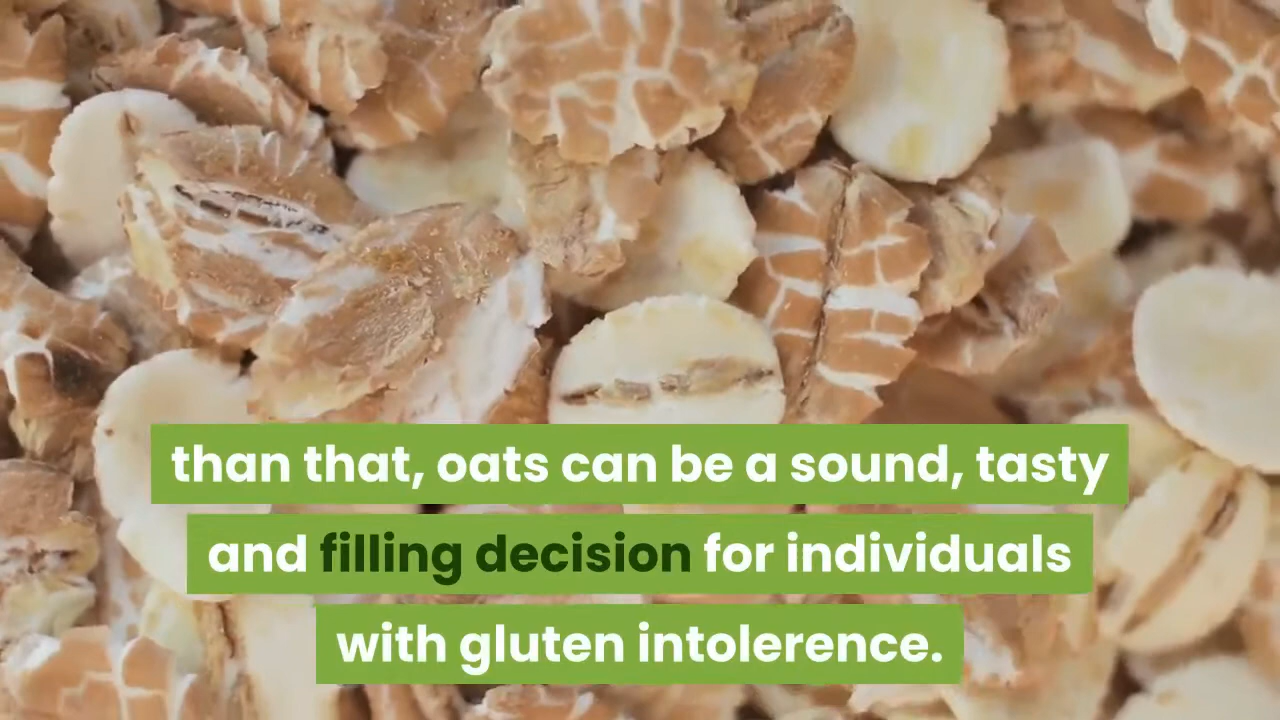 than that, oats can be a sound, tasty
and filling decision for individuals
with gluten intolerence.